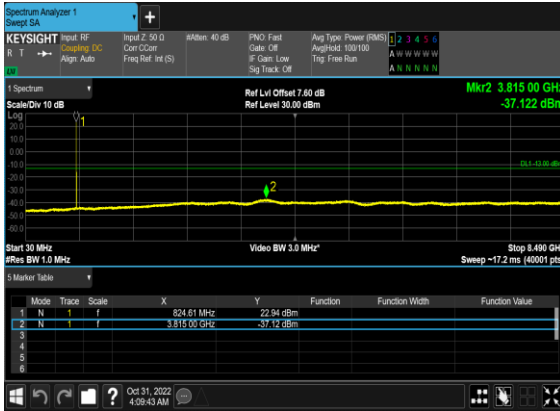 Spectrum Analyzer 1
Swept SA
+
KEYSIGHT Input: RF Input Z: 50 Ω #Atten: 40 dB PNO: Fast Avg Type: Power (RMS) 1 2 3 4 5 6
R T Coupling: DC Corr CCorr Gate: Off Avg|Hold: 100/100 A W W W W W
Align: Auto Freq Ref: Int (S) IF Gain: Low Trig: Free Run
Sig Track: Off A N N N N N
1 Spectrum
Ref Lvl Offset 7.60 dB Mkr2 3.815 00 GHz
Scale/Div 10 dB Ref Level 30.00 dBm -37.122 dBm
Log
1
20.0
10.0
0.00
-10.0
DL1 -13.00 dBm
-20.0
-30.0
2
-40.0
-50.0
-60.0
Start 30 MHz Video BW 3.0 MHz* Stop 8.490 GHz
#Res BW 1.0 MHz Sweep ~17.2 ms (40001 pts)
5 Marker Table
Mode Trace Scale X Y Function Function Width Function Value
1 N 1 f 824.61 MHz 22.94 dBm
2 N 1 f 3.815 00 GHz -37.12 dBm
3
4
5
6
? Oct 31, 2022
4:09:43 AM